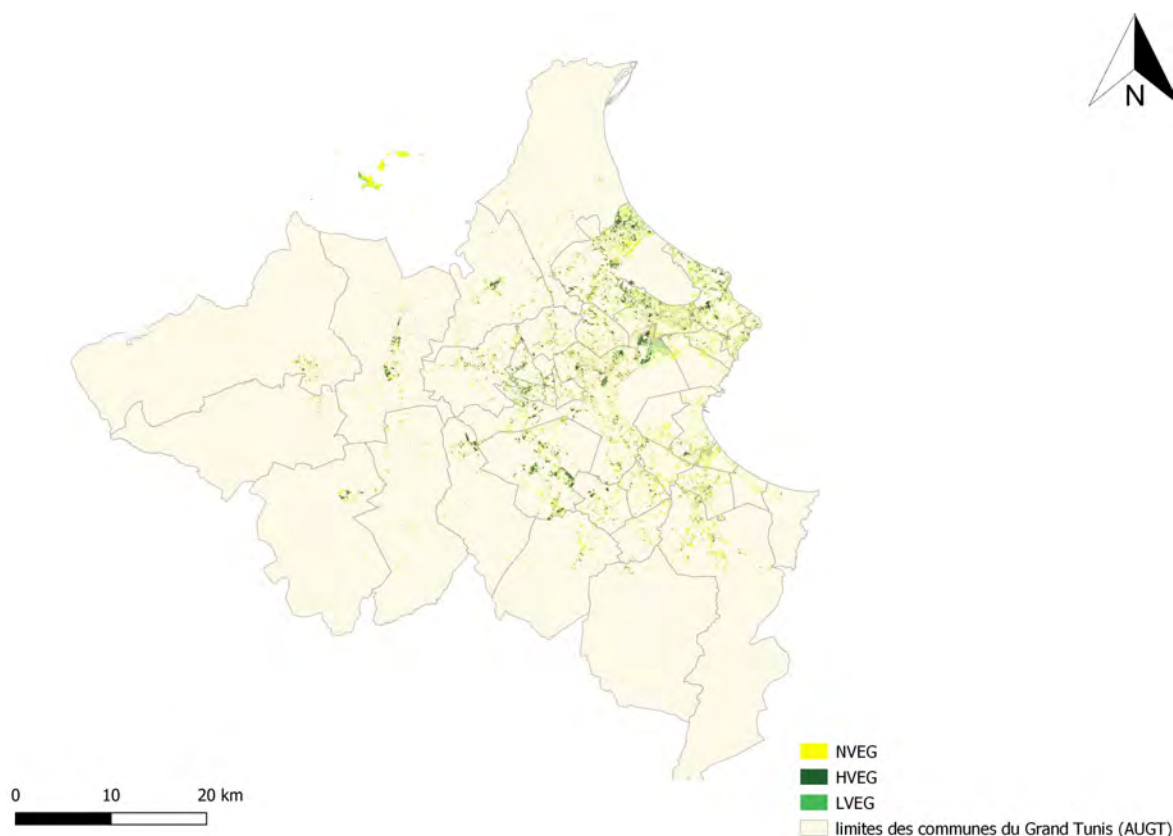 N
NVEG
HVEG
LVEG
limites des communes du Grand Tunis (AUGT)
0 10 20 km